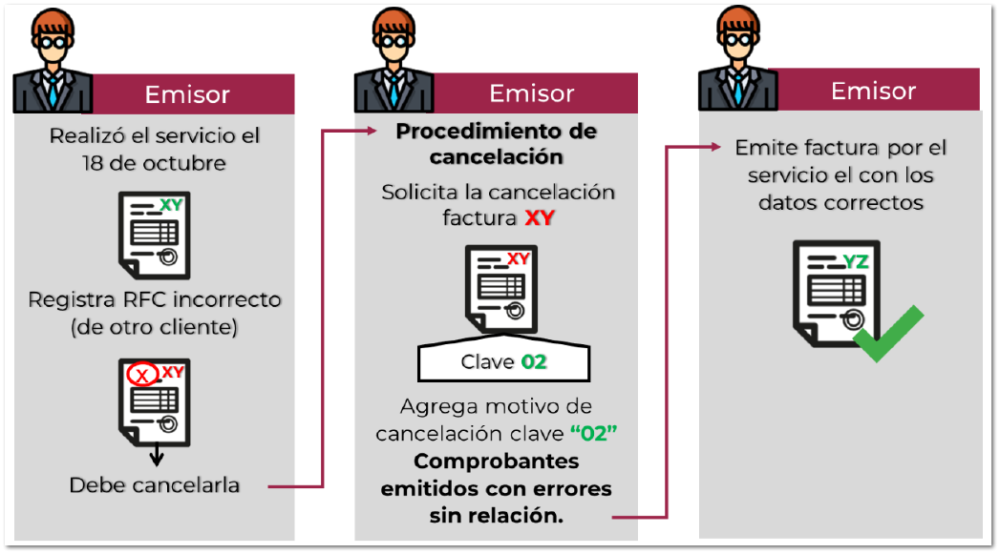 Emisor
Realizó el servicio el
18 de octubre
XY
Registra RFC incorrecto
(de otro cliente)
X XY
Debe cancelarla
Emisor
Procedimiento de
cancelación
Solicita la cancelación
factura XY
XY
Clave 02
Agrega motivo de
cancelación clave “02”
Comprobantes
emitidos con errores
sin relación.
Emisor
Emite factura por el
servicio el con los
datos correctos
YZ